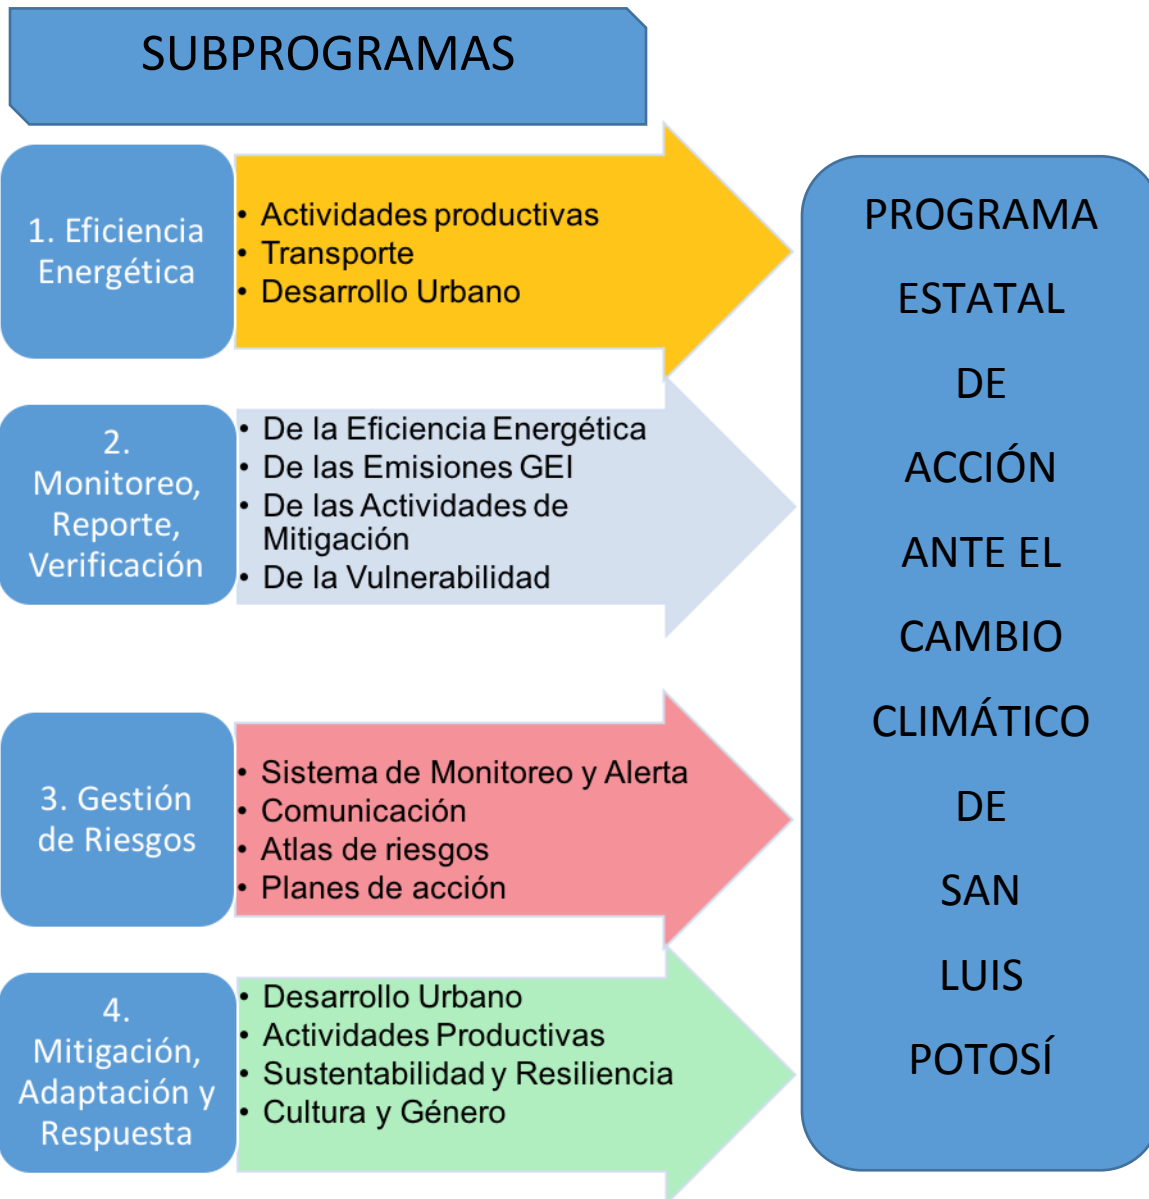 SUBPROGRAMAS
1. Eficiencia
Energética
• Actividades productivas
• Transporte
• Desarrollo Urbano
2.
Monitoreo,
Reporte,
Verificación
• De la Eficiencia Energética
• De las Emisiones GEI
• De las Actividades de
Mitigación
• De la Vulnerabilidad
3. Gestión
de Riesgos
• Sistema de Monitoreo y Alerta
• Comunicación
• Atlas de riesgos
• Planes de acción
4.
Mitigación,
Adaptación y
Respuesta
• Desarrollo Urbano
• Actividades Productivas
• Sustentabilidad y Resiliencia
• Cultura y Género
PROGRAMA
ESTATAL
DE
ACCIÓN
ANTE EL
CAMBIO
CLIMÁTICO
DE
SAN
LUIS
POTOSÍ